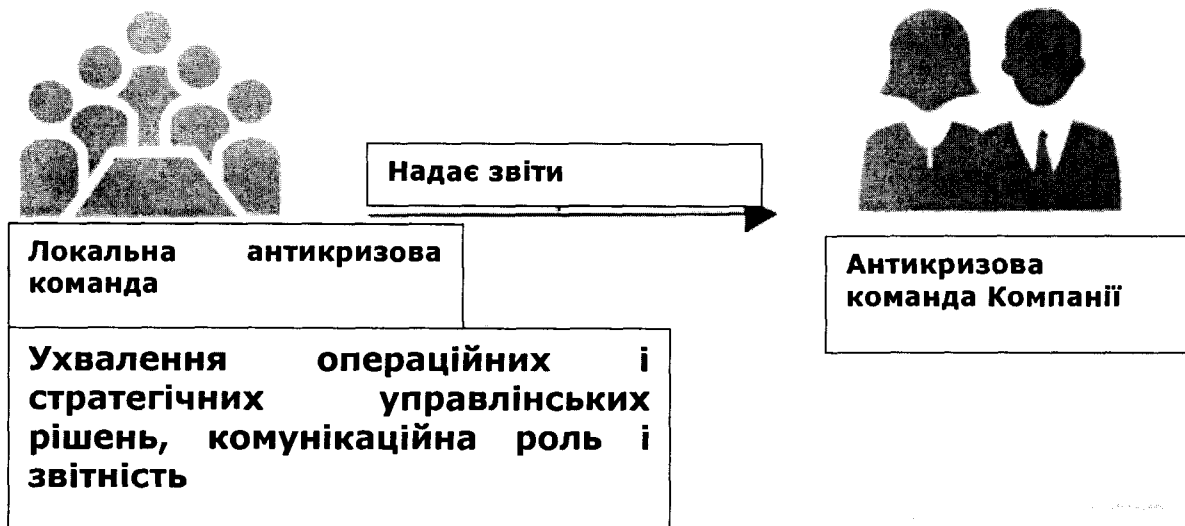 Надає звіти
Локальна антикризова
команда
Антикризова
команда Компанії
Ухвалення операційних і
стратегічних управлінських
рішень, комунікаційна роль і
звітність